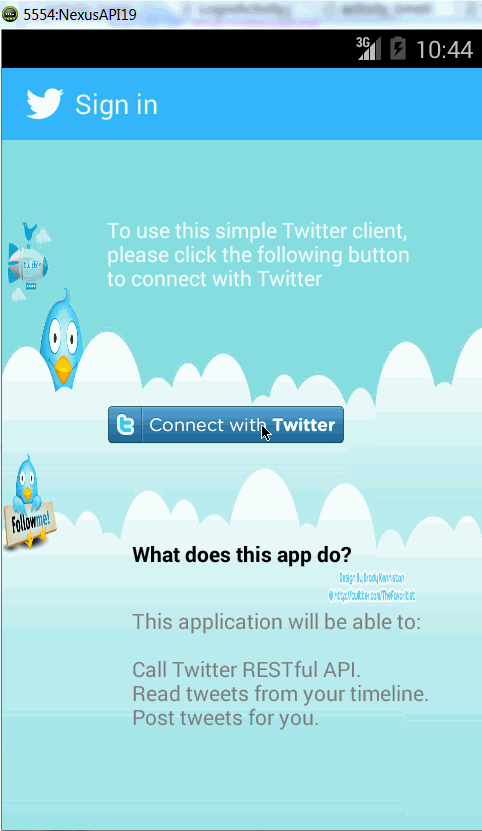 5554:NexusAPI19
3G
10:44
Sign in
To use this simple Twitter client,
please click the following button
to connect with Twitter
twitter
Connect with Twitter
Follow me!
What does this app do?
Design By Brody Kenniston
@ http://twitter.com/TheFavoritist
This application will be able to:
Call Twitter RESTful API.
Read tweets from your timeline.
Post tweets for you.